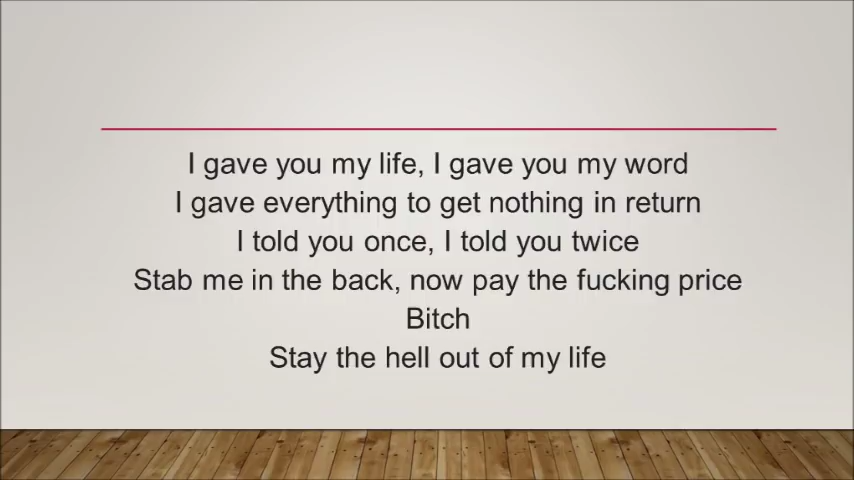 I gave you my life, I gave you my word
I gave everything to get nothing in return
I told you once, I told you twice
Stab me in the back, now pay the fucking price
Bitch
Stay the hell out of my life